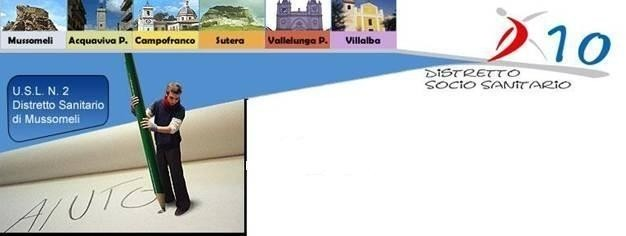 Mussomeli
Acquaviva P.
Campofranco
Sutera
Vallelunga P.
Villalba
10
DISTRETTO
SOCIO SANITARIO
U.S.L. N. 2
Distretto Sanitario
di Mussomeli
AIUTO